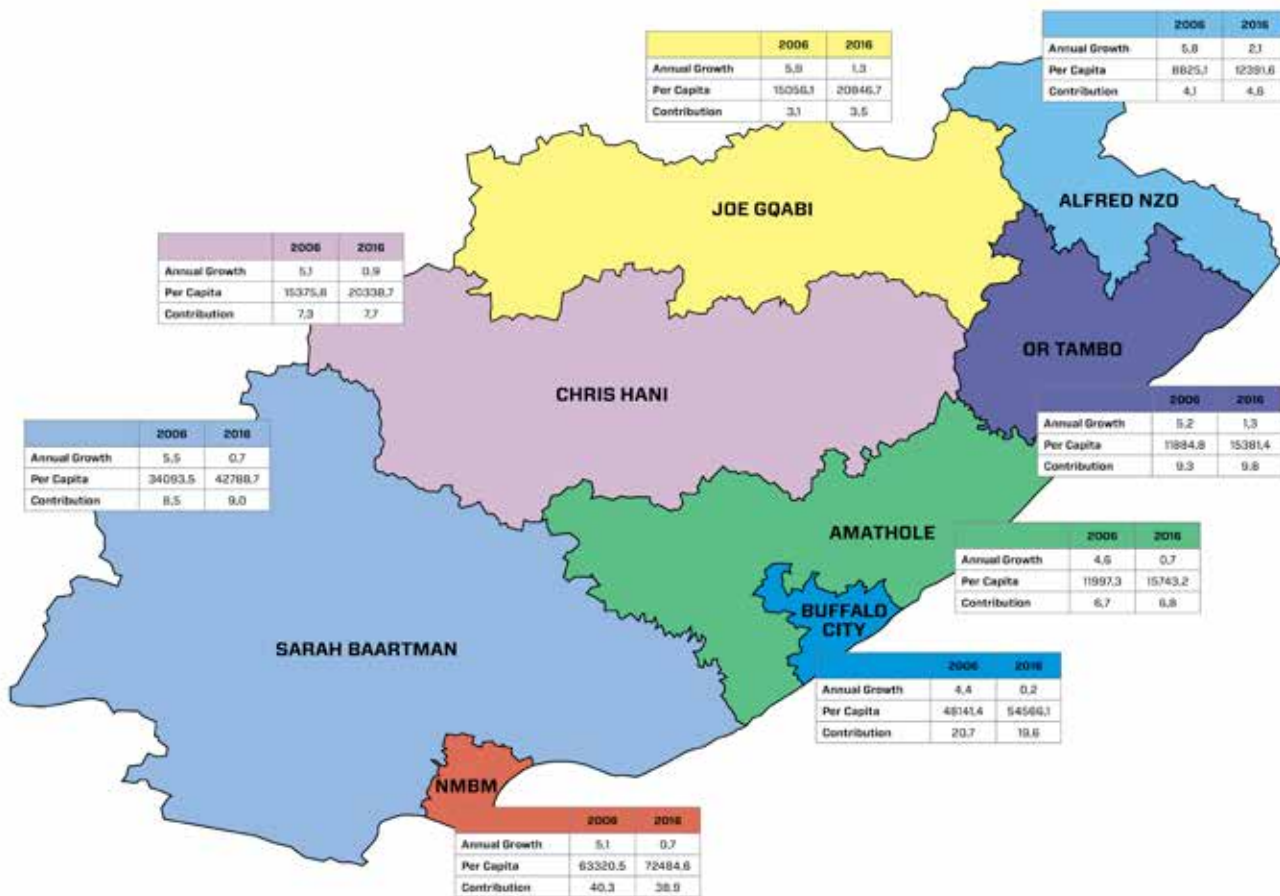 2006 2016
Annual Growth 5,8 2,1
Per Capita 8825,1 12391,6
Contribution 4,1 4,6
2006 2016
Annual Growth 5,9 1,3
Per Capita 15056,1 20846,7
Contribution 3,1 3,5
JOE GQABI
ALFRED NZO
2006 2016
Annual Growth 5,1 0,9
Per Capita 15375,8 20338,7
Contribution 7,3 7,7
OR TAMBO
CHRIS HANI
2006 2016
Annual Growth 5,2 1,3
Per Capita 11884,8 15381,4
Contribution 9,3 9,8
2006 2016
Annual Growth 5,5 0,7
Per Capita 34093,5 42788,7
Contribution 8,5 9,0
AMATHOLE
2006 2016
Annual Growth 4,6 0,7
Per Capita 11997,3 15743,2
Contribution 6,7 6,8
BUFFALO
CITY
SARAH BAARTMAN
2006 2016
Annual Growth 4,4 0,2
Per Capita 48141,4 54566,1
Contribution 20,7 19,6
NMBM
2006 2016
Annual Growth 5,1 0,7
Per Capita 63320,5 72484,6
Contribution 40,3 38,9